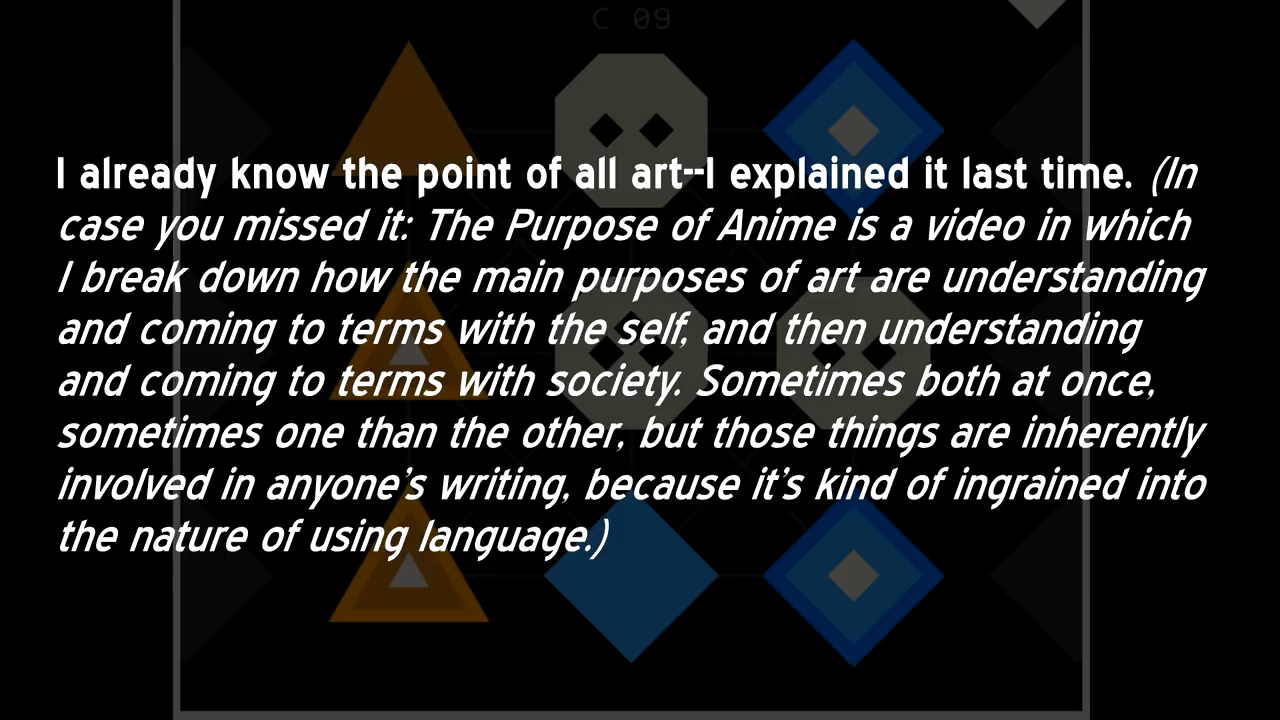 C 09
I already know the point of all art--I explained it last time. (In
case you missed it: The Purpose of Anime is a video in which
I break down how the main purposes of art are understanding
and coming to terms with the self, and then understanding
and coming to terms with society. Sometimes both at once,
sometimes one than the other, but those things are inherently
involved in anyone's writing, because it's kind of ingrained into
the nature of using language.)